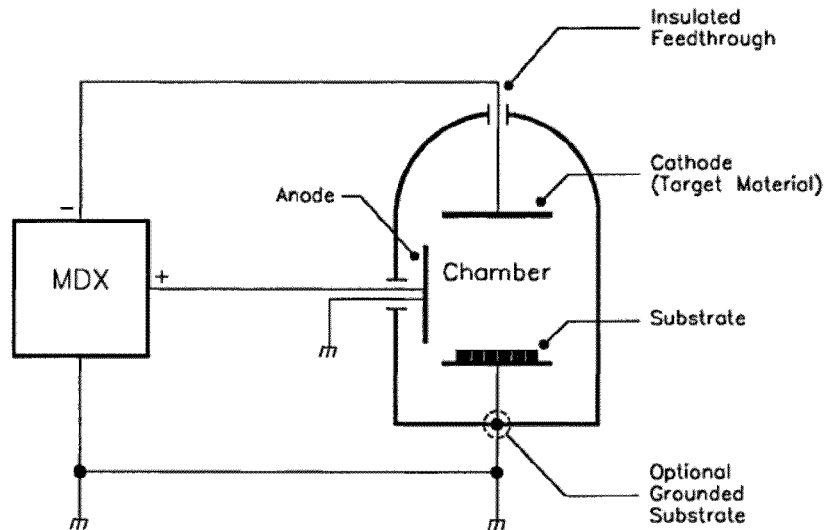 Insulated
Feedthrough
Cathode
(Target Material)
Anode
−
MDX
+
Chamber
Substrate
Optional
Grounded
Substrate